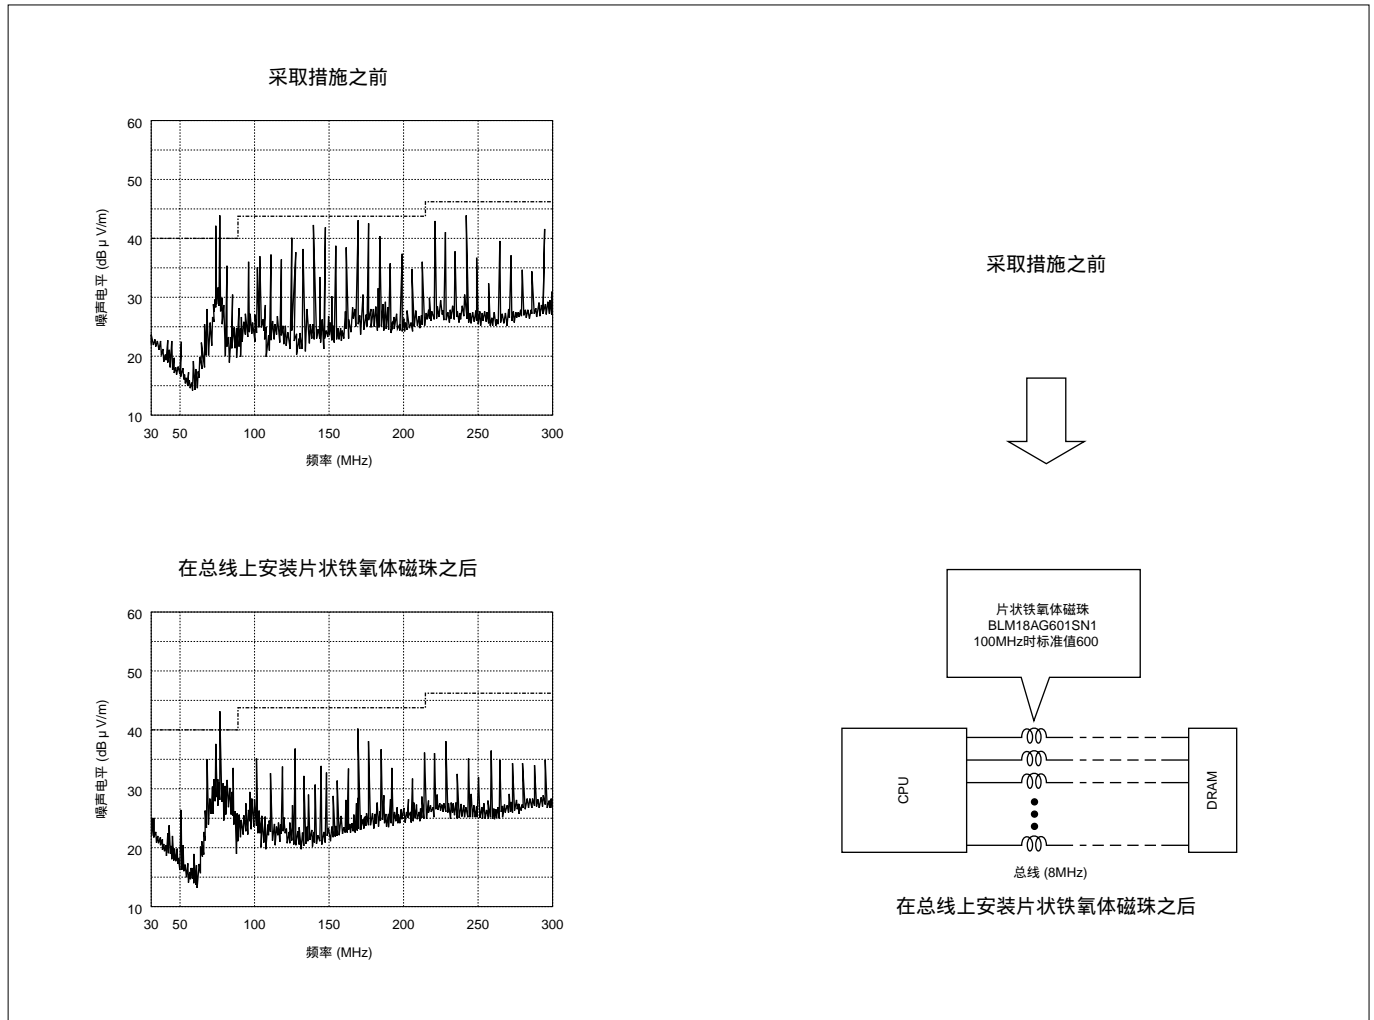 采取措施之前
60
50
40
30
20
10
噪声电平 (dB μ V/m)
30 50 100 150 200 250 300
频率 (MHz)
采取措施之前
在总线上安装片状铁氧体磁珠之后
60
50
40
30
20
10
噪声电平 (dB μ V/m)
30 50 100 150 200 250 300
频率 (MHz)
片状铁氧体磁珠
BLM18AG601SN1
100MHz时标准值600
CPU
DRAM
总线 (8MHz)
在总线上安装片状铁氧体磁珠之后